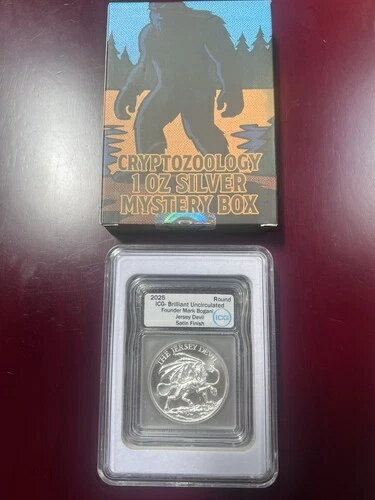 CRYPTOZOOLOGY
1 OZ SILVER
MYSTERY BOX
2025 Round
ICG- Brilliant Uncirculated
Founder Mark Bogani
Jersey Devil
Satin Finish
ICG
THE JERSEY DEVIL